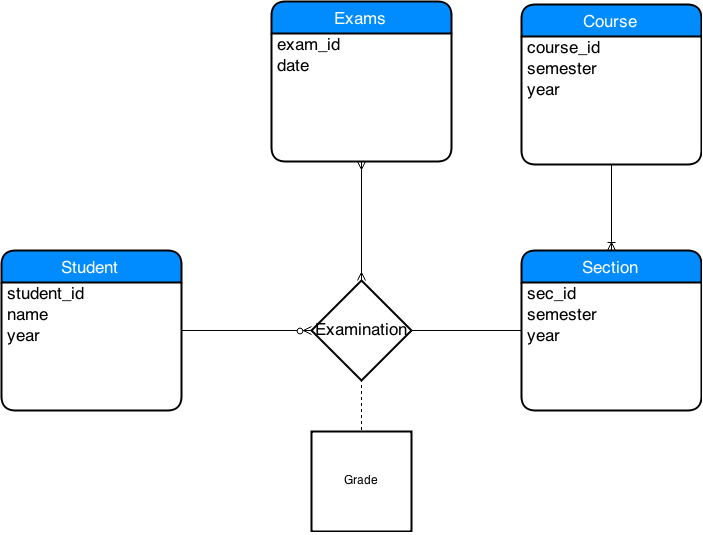 Exams
exam_id
date
Course
course_id
semester
year
Student
student_id
name
year
Examination
Section
sec_id
semester
year
Grade